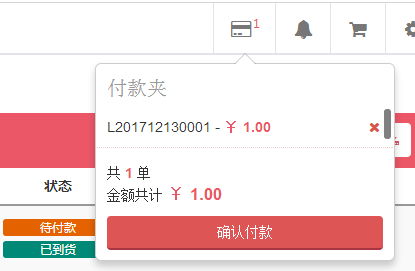 1
付款夹
L201712130001 - ￥ 1.00
共 1 单
金额共计 ￥ 1.00
确认付款
状态
待付款
已到货